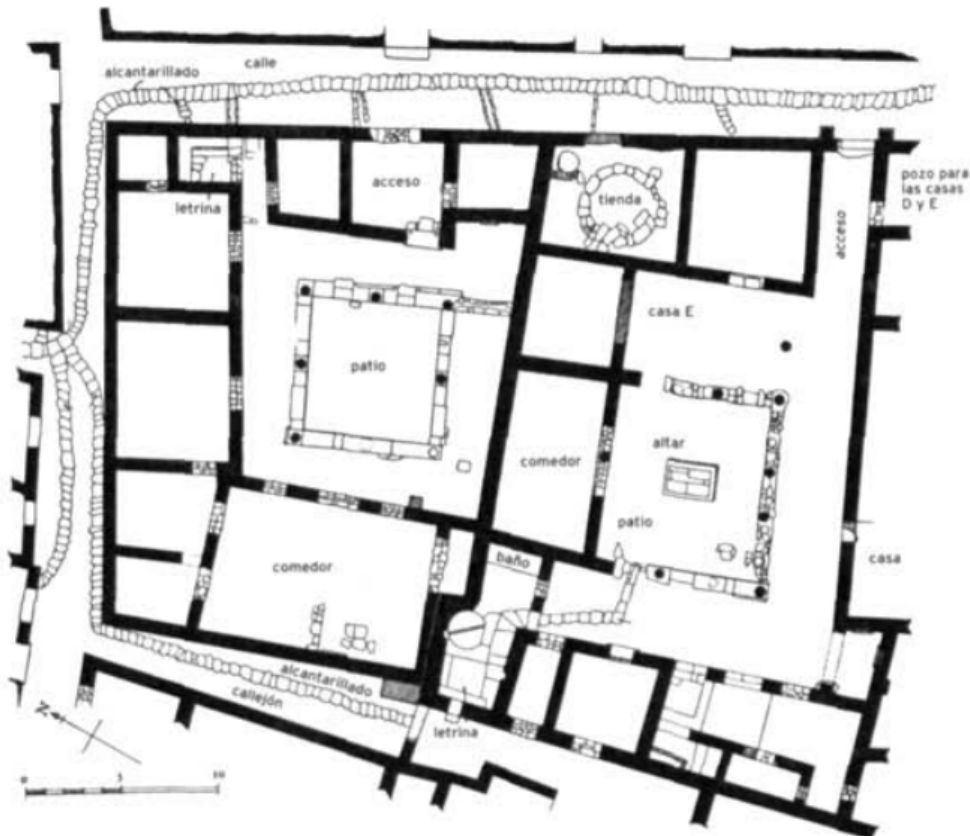 calle
alcantarillado
acceso
letrina
tienda
pozo para
las casas
D y E
acceso
casa E
patio
altar
comedor
patio
casa
baño
comedor
alcantarillado
callejón
letrina
N
0 5 10